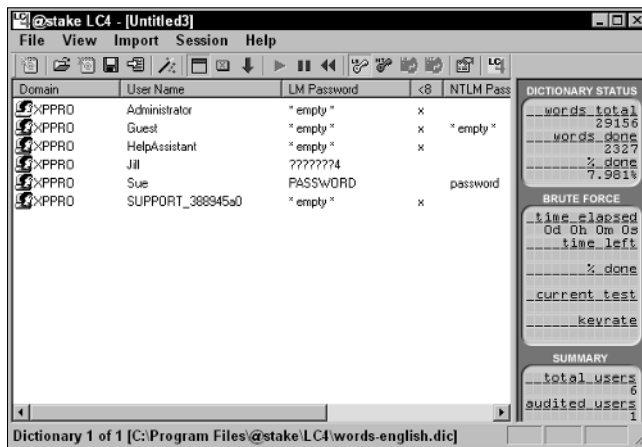 @stake LC4 - [Untitled3]
File View Import Session Help
Domain User Name LM Password <8 NTLM Pass
XPPRO Administrator * empty * x
XPPRO Guest * empty * x * empty *
XPPRO HelpAssistant * empty * x
XPPRO Jill ???????4
XPPRO Sue PASSWORD password
XPPRO SUPPORT_388945a0 * empty * x
DICTIONARY STATUS
words total
29156
words done
2327
% done
7.981%
BRUTE FORCE
time elapsed
0d 0h 0m 0s
time left
% done
current test
keyrate
SUMMARY
total users
6
audited users
1
Dictionary 1 of 1 [C:\Program Files\@stake\LC4\words-english.dic]